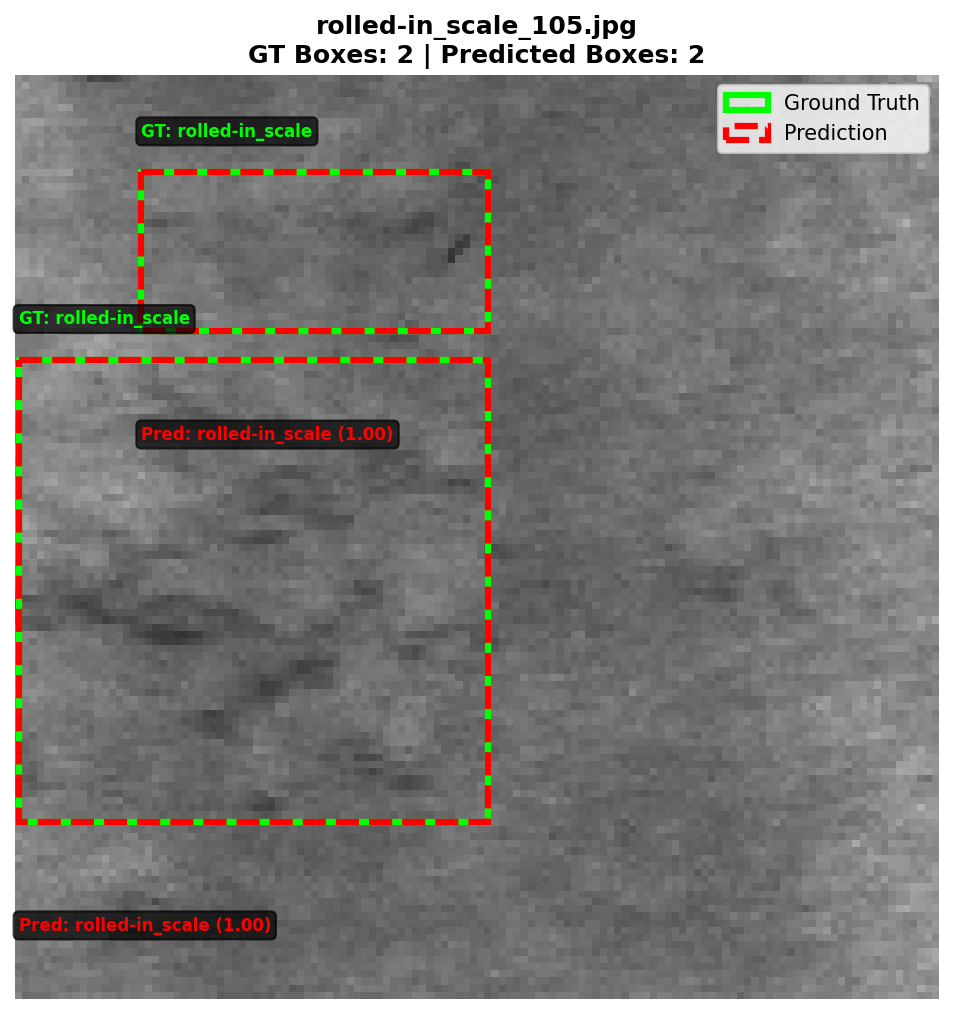 rolled-in_scale_105.jpg
GT Boxes: 2 | Predicted Boxes: 2
Ground Truth
Prediction
GT: rolled-in_scale
GT: rolled-in_scale
Pred: rolled-in_scale (1.00)
Pred: rolled-in_scale (1.00)